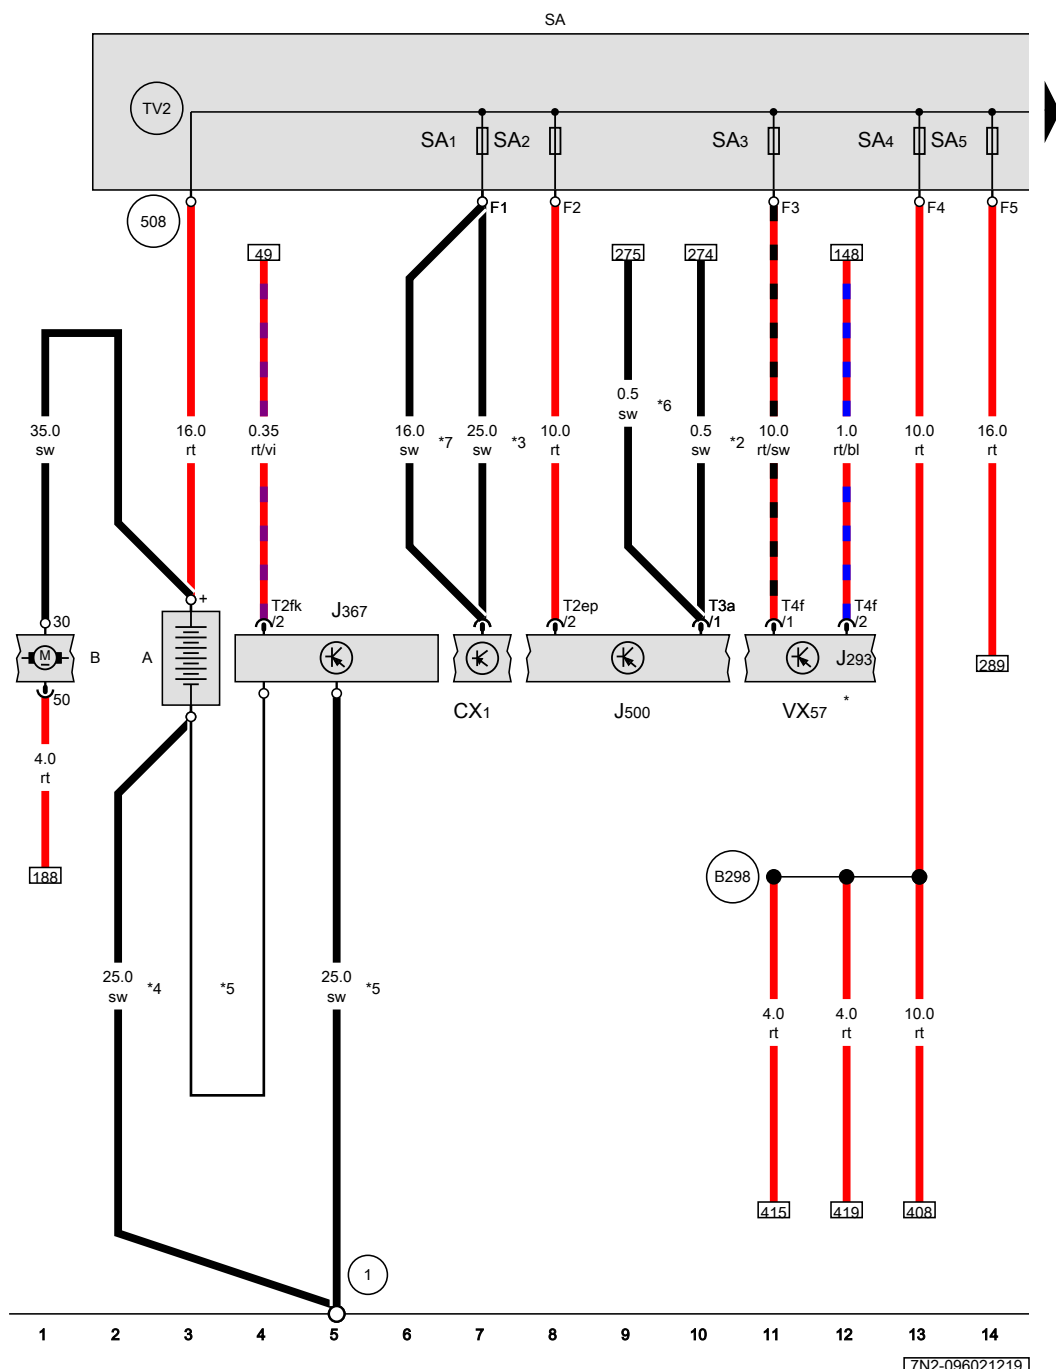 SA
TV2
SA1
SA2
SA3
SA4
SA5
508
F1
F2
F3
F4
F5
49
275
274
148
0.5
sw
*6
35.0
sw
16.0
rt
0.35
rt/vi
16.0
sw
*7
25.0
sw
*3
10.0
rt
0.5
sw
*2
10.0
rt/sw
1.0
rt/bl
10.0
rt
16.0
rt
+
T2fk
/2
J367
T2ep
/2
T3a
/1
T4f
/1
T4f
/2
30
M
B
A
J293
289
50
CX1
J500
VX57
*
4.0
rt
188
B298
25.0
sw
*4
*5
25.0
sw
*5
4.0
rt
4.0
rt
10.0
rt
415
419
408
1
1 2 3 4 5 6 7 8 9 10 11 12 13 14
7N2-096021219